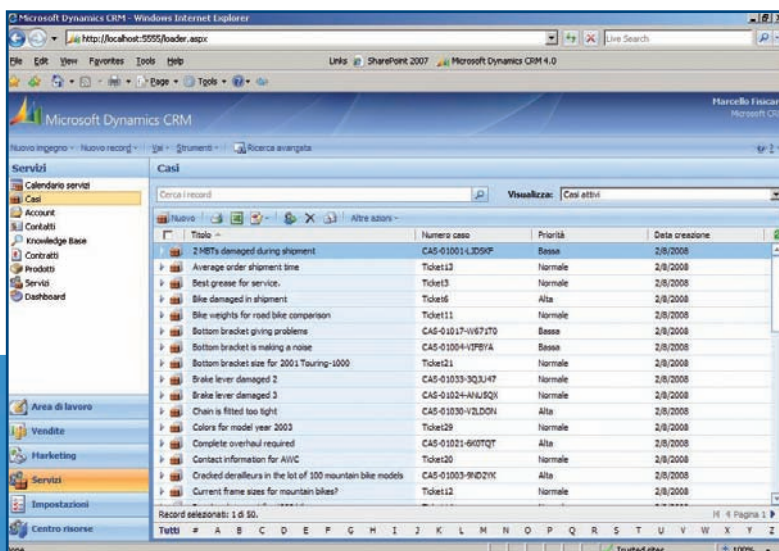 Microsoft Dynamics CRM - Windows Internet Explorer
http://localhost:5555/loader.aspx
Live Search
File Edit View Favorites Tools Help
Links SharePoint 2007 Microsoft Dynamics CRM 4.0
Page Tools
Marcello Fisicar
Microsoft CR
Microsoft Dynamics CRM
Nuovo ingegno Nuovo record Vai Strumenti Ricerca avanzata
Servizi
Casi
Calendario servizi
Casi
Account
Contatti
Knowledge Base
Contratti
Prodotti
Servizi
Dashboard
Cerca i record
Visualizza: Casi attivi
Nuovo Altre azioni
Titolo Numero caso Priorità Data creazione
2 MBTs damaged during shipment CAS-01001-LJDSKF Bassa 2/8/2008
Average order shipment time Ticket13 Normale 2/8/2008
Best grease for service. Ticket3 Normale 2/8/2008
Bike damaged in shipment Ticket6 Alta 2/8/2008
Bike weights for road bike comparison Ticket11 Normale 2/8/2008
Bottom bracket giving problems CAS-01017-W671T0 Bassa 2/8/2008
Bottom bracket is making a noise CAS-01004-VIFBYA Bassa 2/8/2008
Bottom bracket size for 2001 Touring-1000 Ticket21 Normale 2/8/2008
Brake lever damaged 2 CAS-01033-3Q3J47 Normale 2/8/2008
Brake lever damaged 3 CAS-01024-ANJSQX Normale 2/8/2008
Chain is fitted too tight CAS-01030-VZLDGN Alta 2/8/2008
Colors for model year 2003 Ticket29 Normale 2/8/2008
Complete overhaul required CAS-01021-6K0TQT Alta 2/8/2008
Contact information for AWC Ticket20 Normale 2/8/2008
Cracked derailleurs in the lot of 100 mountain bike models CAS-01003-9ND2YK Alta 2/8/2008
Current frame sizes for mountain bikes? Ticket12 Normale 2/8/2008
Area di lavoro
Vendite
Marketing
Servizi
Impostazioni
Centro risorse
Record selezionati: 1 di 50.
Pagina 1
Tutti # A B C D E F G H I J K L M N O P Q R S T U V W X Y Z
Trusted sites
100%